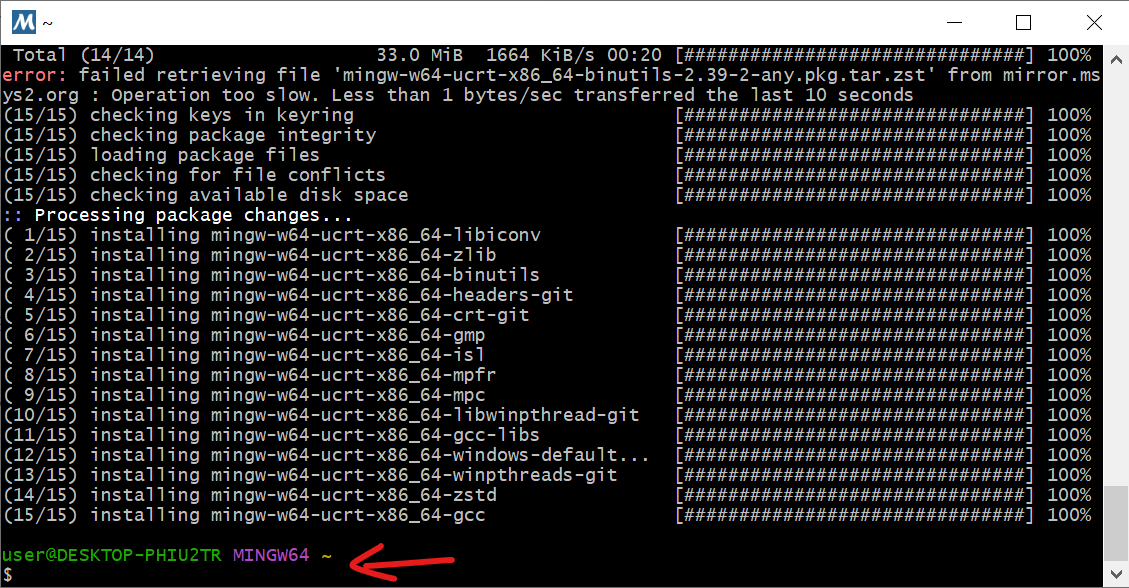 M ~
Total (14/14) 33.0 MiB 1664 KiB/s 00:20 [###############################] 100%
error: failed retrieving file 'mingw-w64-ucrt-x86_64-binutils-2.39-2-any.pkg.tar.zst' from mirror.ms
ys2.org : Operation too slow. Less than 1 bytes/sec transferred the last 10 seconds
(15/15) checking keys in keyring [###############################] 100%
(15/15) checking package integrity [###############################] 100%
(15/15) loading package files [###############################] 100%
(15/15) checking for file conflicts [###############################] 100%
(15/15) checking available disk space [###############################] 100%
:: Processing package changes...
( 1/15) installing mingw-w64-ucrt-x86_64-libiconv [###############################] 100%
( 2/15) installing mingw-w64-ucrt-x86_64-zlib [###############################] 100%
( 3/15) installing mingw-w64-ucrt-x86_64-binutils [###############################] 100%
( 4/15) installing mingw-w64-ucrt-x86_64-headers-git [###############################] 100%
( 5/15) installing mingw-w64-ucrt-x86_64-crt-git [###############################] 100%
( 6/15) installing mingw-w64-ucrt-x86_64-gmp [###############################] 100%
( 7/15) installing mingw-w64-ucrt-x86_64-isl [###############################] 100%
( 8/15) installing mingw-w64-ucrt-x86_64-mpfr [###############################] 100%
( 9/15) installing mingw-w64-ucrt-x86_64-mpc [###############################] 100%
(10/15) installing mingw-w64-ucrt-x86_64-libwinpthread-git [###############################] 100%
(11/15) installing mingw-w64-ucrt-x86_64-gcc-libs [###############################] 100%
(12/15) installing mingw-w64-ucrt-x86_64-windows-default... [###############################] 100%
(13/15) installing mingw-w64-ucrt-x86_64-winpthreads-git [###############################] 100%
(14/15) installing mingw-w64-ucrt-x86_64-zstd [###############################] 100%
(15/15) installing mingw-w64-ucrt-x86_64-gcc [###############################] 100%
user@DESKTOP-PHIU2TR MINGW64 ~
$